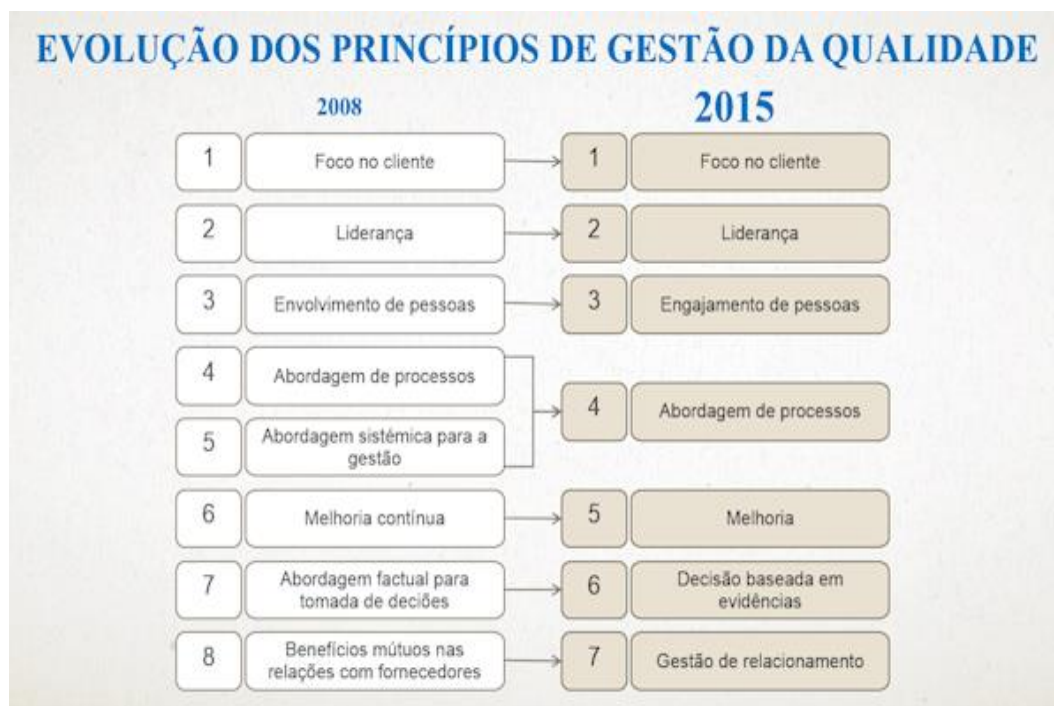 EVOLUÇÃO DOS PRINCÍPIOS DE GESTÃO DA QUALIDADE
2008
2015
1
Foco no cliente
1
Foco no cliente
2
Liderança
2
Liderança
3
Envolvimento de pessoas
3
Engajamento de pessoas
4
Abordagem de processos
5
Abordagem sistémica para a
gestão
4
Abordagem de processos
6
Melhoria contínua
5
Melhoria
7
Abordagem factual para
tomada de deciões
6
Decisão baseada em
evidências
8
Benefícios mútuos nas
relações com fornecedores
7
Gestão de relacionamento